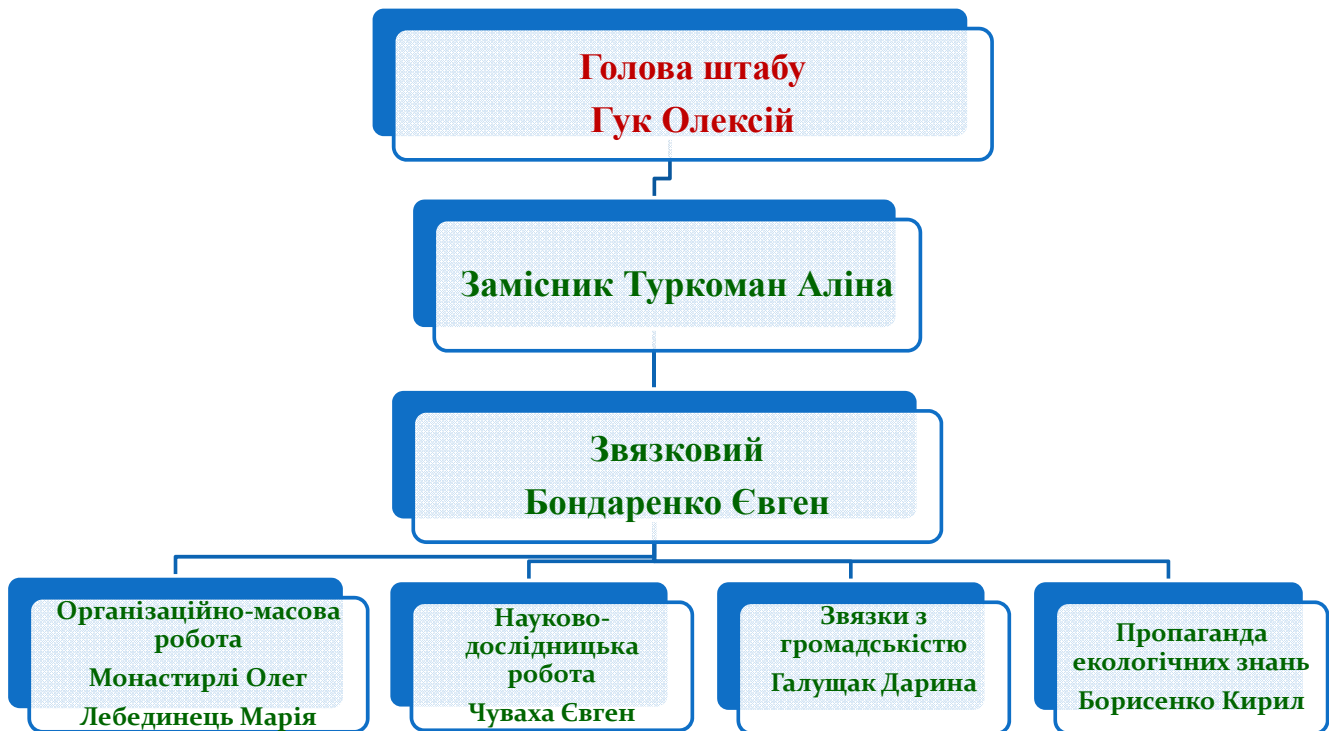 Голова штабу
Гук Олексій
Замісник Туркоман Аліна
Звязковий
Бондаренко Євген
Організаційно-масова
робота
Монастирлі Олег
Лебединець Марія
Науково-
дослідницька
робота
Чуваха Євген
Звязки з
громадськістю
Галущак Дарина
Пропаганда
екологічних знань
Борисенко Кирил